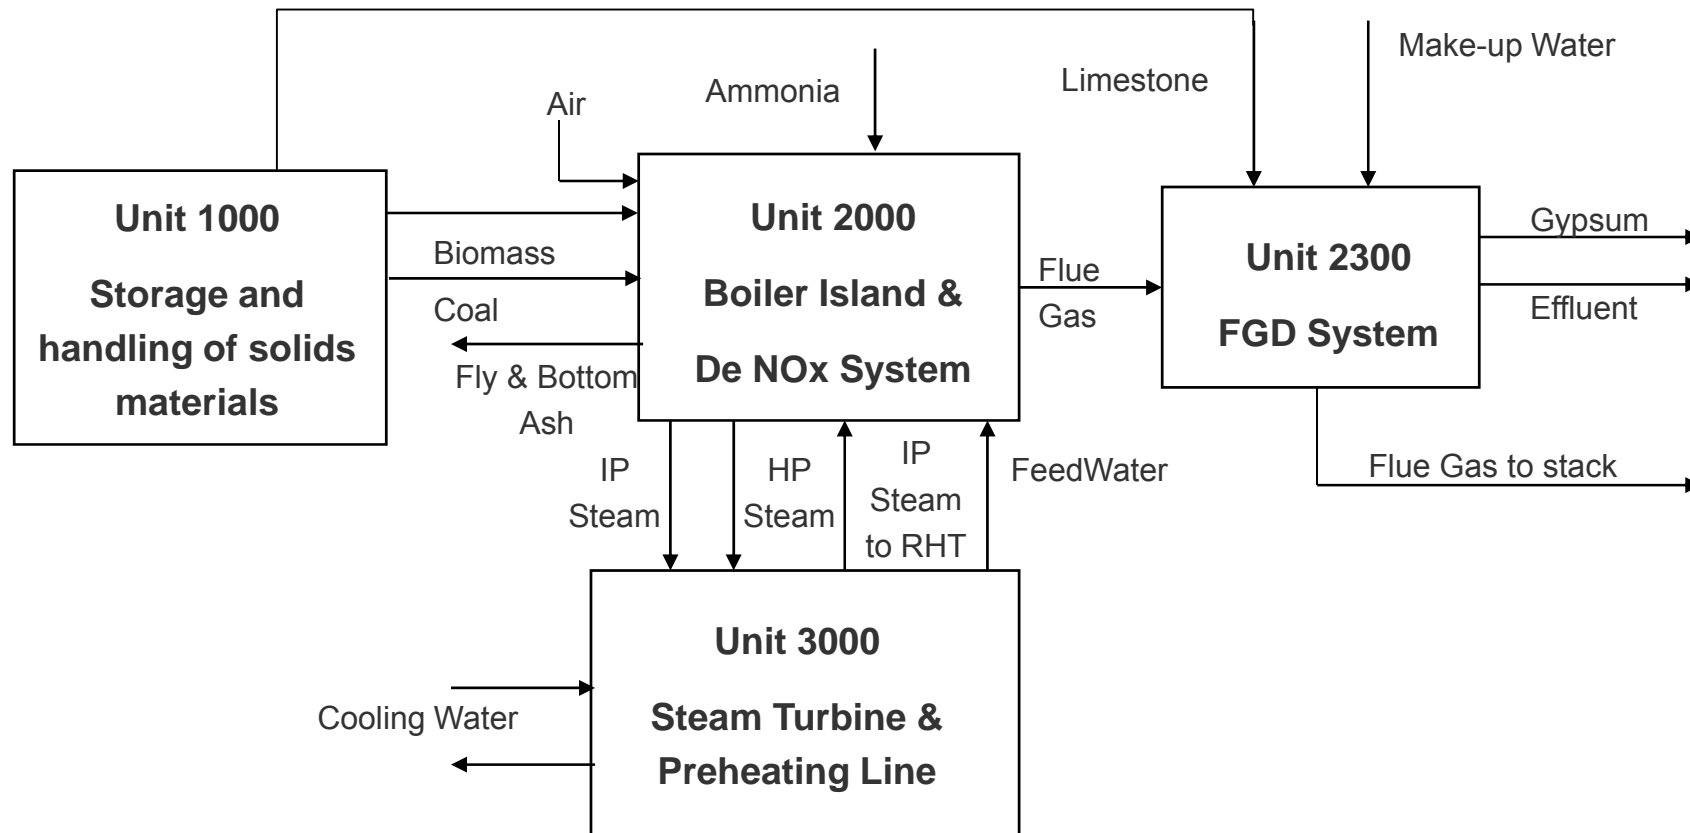 Make-up Water
Limestone
Ammonia
Air
Unit 1000
Storage and
handling of solids
materials
Biomass
Coal
Fly & Bottom
Ash
Unit 2000
Boiler Island &
De NOx System
Flue
Gas
Unit 2300
FGD System
Gypsum
Effluent
Flue Gas to stack
IP
Steam
HP
Steam
IP
Steam
to RHT
FeedWater
Unit 3000
Steam Turbine &
Preheating Line
Cooling Water